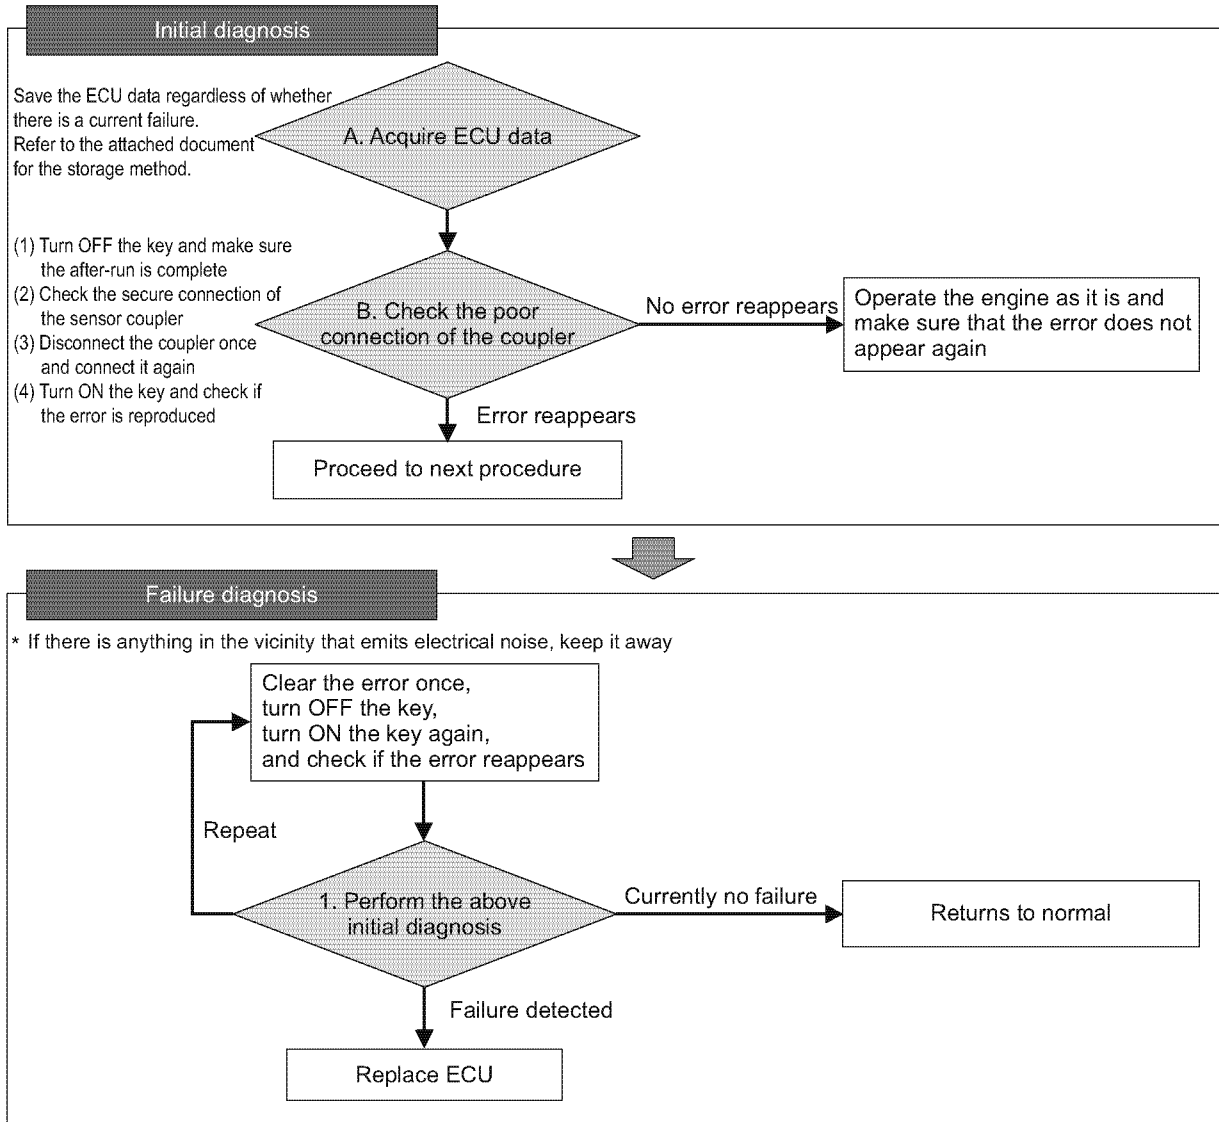 Initial diagnosis
Save the ECU data regardless of whether
there is a current failure.
Refer to the attached document
for the storage method.
A. Acquire ECU data
(1) Turn OFF the key and make sure
the after-run is complete
(2) Check the secure connection of
the sensor coupler
(3) Disconnect the coupler once
and connect it again
(4) Turn ON the key and check if
the error is reproduced
B. Check the poor
connection of the coupler
No error reappears
Operate the engine as it is and
make sure that the error does not
appear again
Error reappears
Proceed to next procedure
Failure diagnosis
* If there is anything in the vicinity that emits electrical noise, keep it away
Clear the error once,
turn OFF the key,
turn ON the key again,
and check if the error reappears
Repeat
1. Perform the above
initial diagnosis
Currently no failure
Returns to normal
Failure detected
Replace ECU